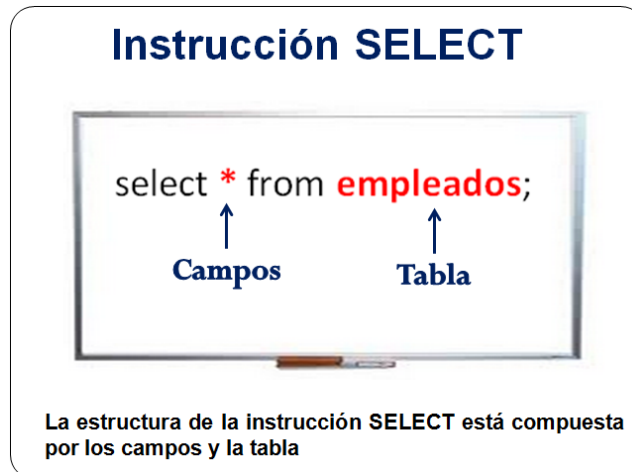 Instrucción SELECT
select * from empleados;
Campos
Tabla
La estructura de la instrucción SELECT está compuesta
por los campos y la tabla